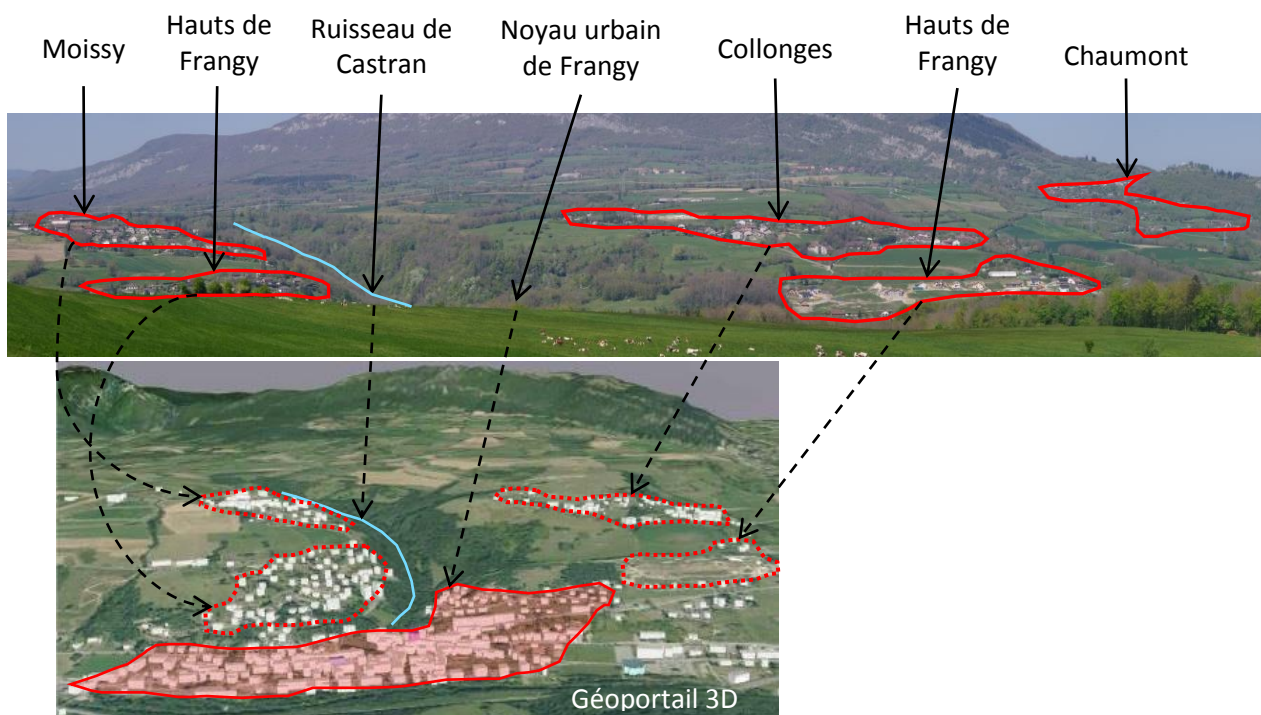 Moissy
Hauts de
Frangy
Ruisseau de
Castran
Noyau urbain
de Frangy
Collonges
Hauts de
Frangy
Chaumont
Géoportail 3D